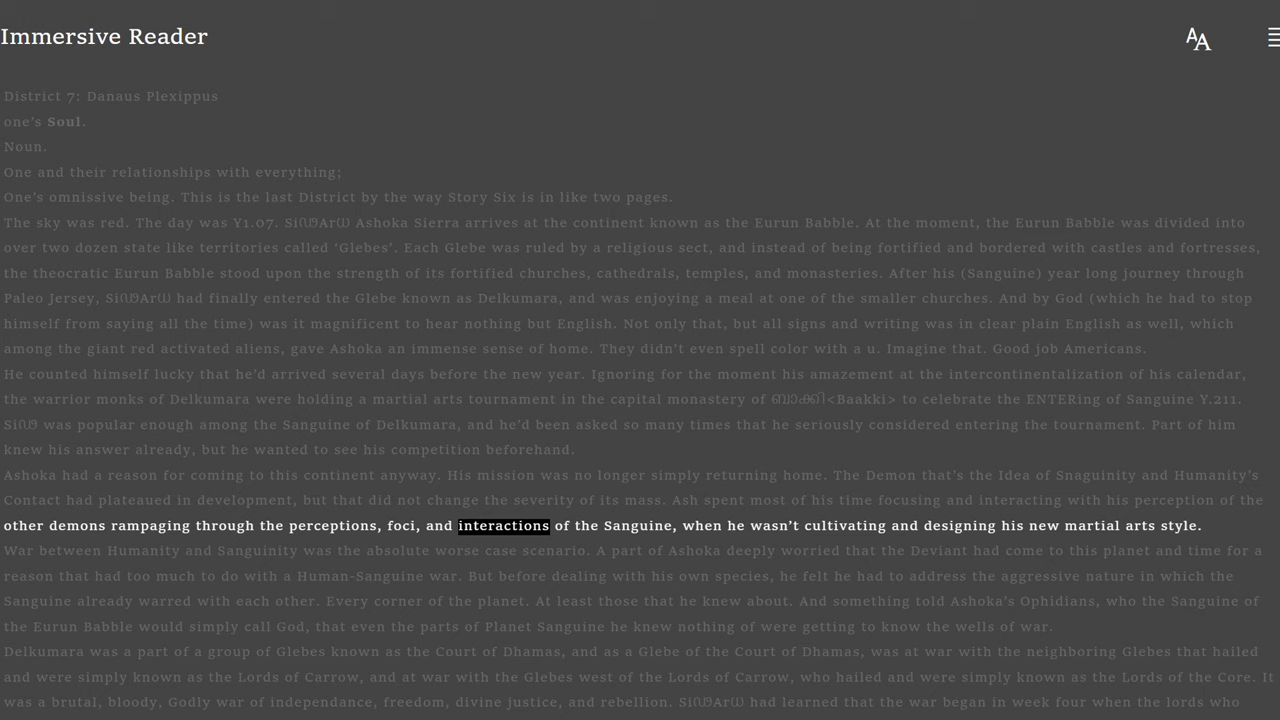 Immersive Reader
AA
District 7: Danaus Plexippus
one's Soul.
Noun.
One and their relationships with everything;
One's omnissive being. This is the last District by the way Story Six is in like two pages.
The sky was red. The day was Y1.07. Ashoka Sierra arrives at the continent known as the Eurun Babble. At the moment, the Eurun Babble was divided into
over two dozen state like territories called 'Glebes'. Each Glebe was ruled by a religious sect, and instead of being fortified and bordered with castles and fortresses,
the theocratic Eurun Babble stood upon the strength of its fortified churches, cathedrals, temples, and monasteries. After his (Sanguine) year long journey through
Paleo Jersey, had finally entered the Glebe known as Delkumara, and was enjoying a meal at one of the smaller churches. And by God (which he had to stop
himself from saying all the time) was it magnificent to hear nothing but English. Not only that, but all signs and writing was in clear plain English as well, which
among the giant red activated aliens, gave Ashoka an immense sense of home. They didn't even spell color with a u. Imagine that. Good job Americans.
He counted himself lucky that he'd arrived several days before the new year. Ignoring for the moment his amazement at the intercontinentalization of his calendar,
the warrior monks of Delkumara were holding a martial arts tournament in the capital monastery of <Baakki> to celebrate the ENTERing of Sanguine Y.211.
was popular enough among the Sanguine of Delkumara, and he'd been asked so many times that he seriously considered entering the tournament. Part of him
knew his answer already, but he wanted to see his competition beforehand.
Ashoka had a reason for coming to this continent anyway. His mission was no longer simply returning home. The Demon that's the Idea of Snaguinity and Humanity's
Contact had plateaued in development, but that did not change the severity of its mass. Ash spent most of his time focusing and interacting with his perception of the
other demons rampaging through the perceptions, foci, and interactions of the Sanguine, when he wasn't cultivating and designing his new martial arts style.
War between Humanity and Sanguinity was the absolute worse case scenario. A part of Ashoka deeply worried that the Deviant had come to this planet and time for a
reason that had too much to do with a Human-Sanguine war. But before dealing with his own species, he felt he had to address the aggressive nature in which the
Sanguine already warred with each other. Every corner of the planet. At least those that he knew about. And something told Ashoka's Ophidians, who the Sanguine of
the Eurun Babble would simply call God, that even the parts of Planet Sanguine he knew nothing of were getting to know the wells of war.
Delkumara was a part of a group of Glebes known as the Court of Dhamas, and as a Glebe of the Court of Dhamas, was at war with the neighboring Glebes that hailed
and were simply known as the Lords of Carrow, and at war with the Glebes west of the Lords of Carrow, who hailed and were simply known as the Lords of the Core. It
was a brutal, bloody, Godly war of independance, freedom, divine justice, and rebellion. had learned that the war began in week four when the lords who